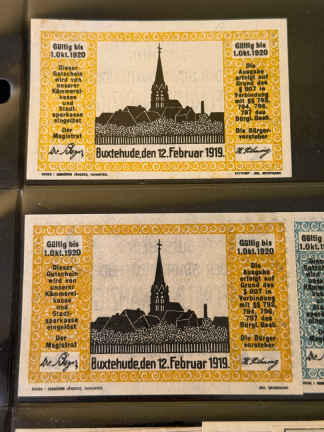 Gültig bis
1.Okt.1920
Dieser
Gutschein
wird von
unserer
Kämmerei-
kasse
und
Stadt-
sparkasse
eingelöst
Der
Magistrat
Gültig bis
1.Okt.1920
Die
Ausgabe
erfolgt auf
Grund des
§ 807 in
Verbindung
mit §§ 793,
794, 796,
797 des
Bürgl. Gesb.
Die Bürger-
vorsteher
Buxtehude, den 12. Februar 1919.
Gültig bis
1.Okt.1920
Dieser
Gutschein
wird von
unserer
Kämmerei-
kasse
und
Stadt-
sparkasse
eingelöst
Der
Magistrat
Gültig bis
1.Okt.1920
Die
Ausgabe
erfolgt auf
Grund des
in
Verbindung
mit §§ 793,
794, 796,
797 des
Bürgl. Gesb.
Die Bürger-
vorsteher
Buxtehude, den 12. Februar 1919.